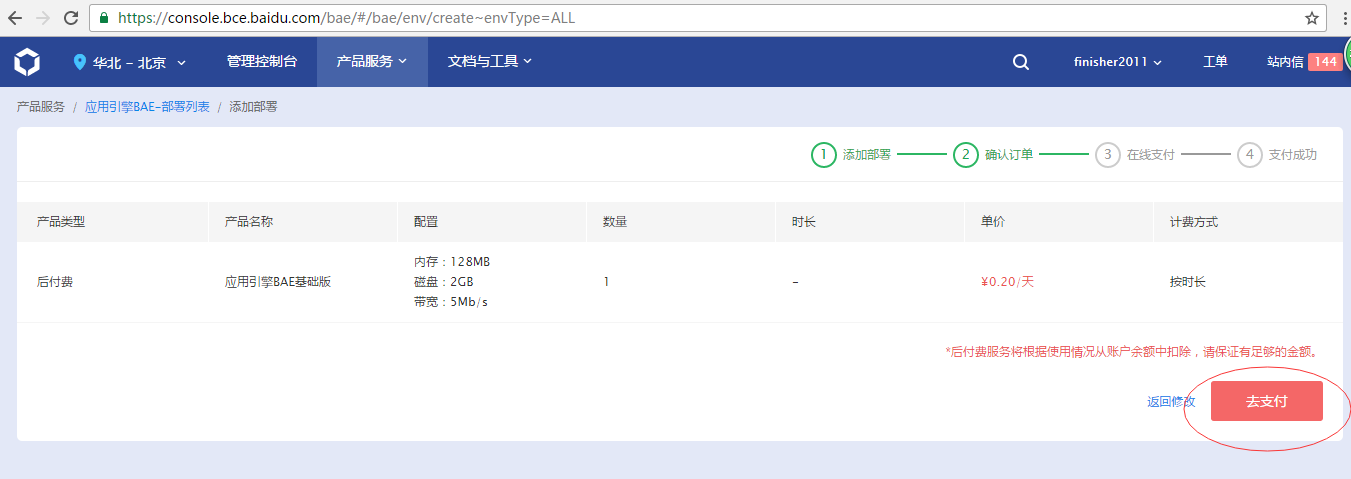 https://console.bce.baidu.com/bae/#/bae/env/create~envType=ALL
华北 - 北京 管理控制台 产品服务 文档与工具 finisher2011 工单 站内信 144
产品服务 / 应用引擎BAE-部署列表 / 添加部署
1 添加部署 2 确认订单 3 在线支付 4 支付成功
产品类型 产品名称 配置 数量 时长 单价 计费方式
后付费 应用引擎BAE基础版 内存：128MB 磁盘：2GB 带宽：5Mb/s 1 - ¥0.20/天 按时长
*后付费服务将根据使用情况从账户余额中扣除，请保证有足够的金额。
返回修改 去支付